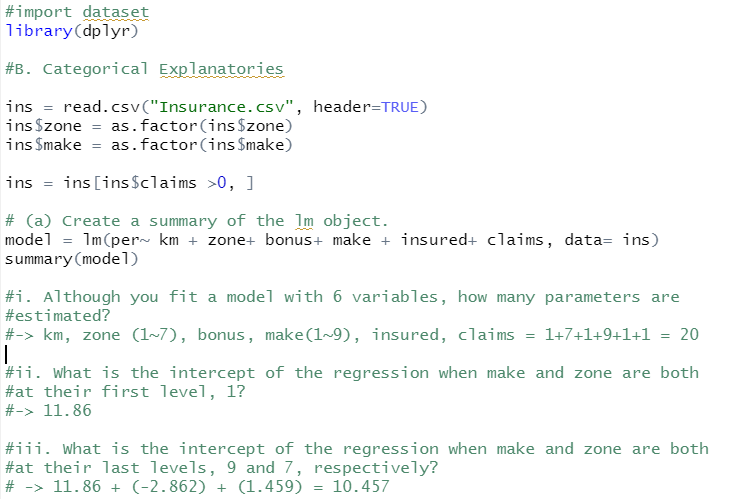 #import dataset
library(dplyr)
#B. Categorical Explanatories
ins = read.csv("Insurance.csv", header=TRUE)
ins$zone = as.factor(ins$zone)
ins$make = as.factor(ins$make)
ins = ins[ins$claims >0, ]
# (a) Create a summary of the lm object.
model = lm(per~ km + zone+ bonus+ make + insured+ claims, data= ins)
summary(model)
#i. Although you fit a model with 6 variables, how many parameters are
#estimated?
#-> km, zone (1~7), bonus, make(1~9), insured, claims = 1+7+1+9+1+1 = 20
#ii. What is the intercept of the regression when make and zone are both
#at their first level, 1?
#-> 11.86
#iii. What is the intercept of the regression when make and zone are both
#at their last levels, 9 and 7, respectively?
# -> 11.86 + (-2.862) + (1.459) = 10.457